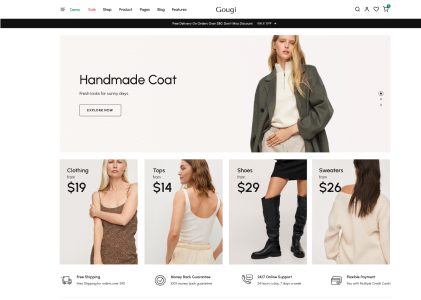 Demo Sale Shop Product Pages Blog Features
Gougi
Free Delivery On Orders Over $80. Don't Miss Discount. SALE OFF
Handmade Coat
Fresh looks for sunny days
EXPLORE NOW
Clothing
from
$19
Tops
from
$14
Shoes
from
$29
Sweaters
from
$26
Free Shipping
Free Shipping for orders over
Money Back Guarantee
100% money back guarantee
24/7 Online Support
24 hours a day, 7 days a week
Flexible Payment
Pay with Multiple Credit Cards